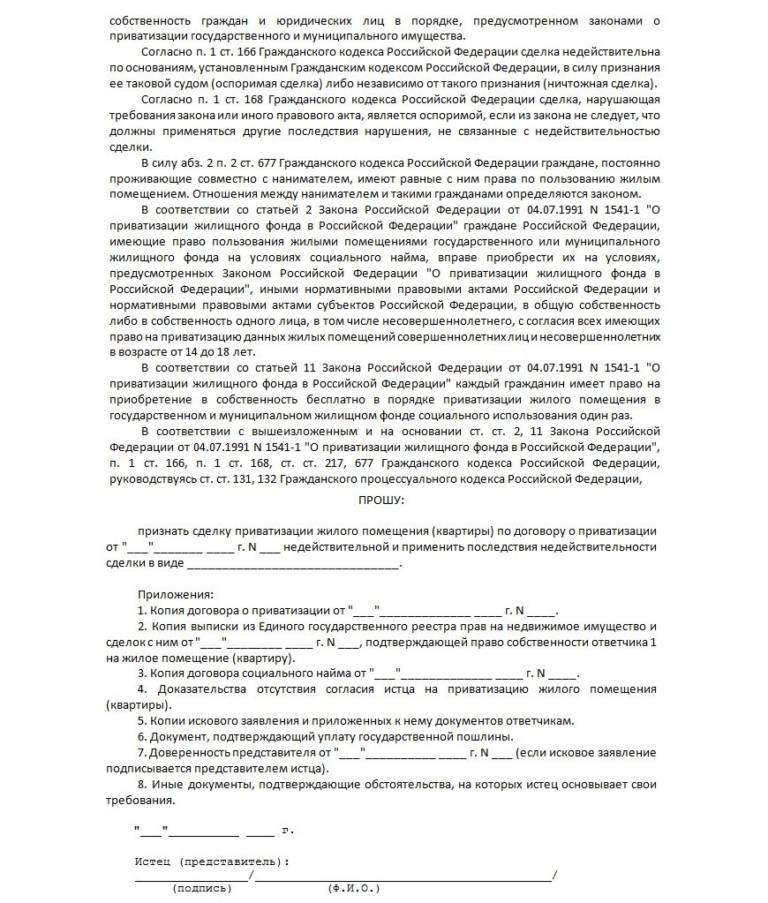 собственность граждан и юридических лиц в порядке, предусмотренном законами о
приватизации государственного и муниципального имущества.
Согласно п. 1 ст. 166 Гражданского кодекса Российской Федерации сделка недействительна
по основаниям, установленным Гражданским кодексом Российской Федерации, в силу признания
ее таковой судом (оспоримая сделка) либо независимо от такого признания (ничтожная сделка).
Согласно п. 1 ст. 168 Гражданского кодекса Российской Федерации сделка, нарушающая
требования закона или иного правового акта, является оспоримой, если из закона не следует, что
должны применяться другие последствия нарушения, не связанные с недействительностью
сделки.
В силу абз. 2 п. 2 ст. 677 Гражданского кодекса Российской Федерации граждане, постоянно
проживающие совместно с нанимателем, имеют равные с ним права по пользованию жилым
помещением. Отношения между нанимателем и такими гражданами определяются законом.
В соответствии со статьей 2 Закона Российской Федерации от 04.07.1991 N 1541-1 "О
приватизации жилищного фонда в Российской Федерации" граждане Российской Федерации,
имеющие право пользования жилыми помещениями государственного или муниципального
жилищного фонда на условиях социального найма, вправе приобрести их на условиях,
предусмотренных Законом Российской Федерации "О приватизации жилищного фонда в
Российской Федерации", иными нормативными правовыми актами Российской Федерации и
нормативными правовыми актами субъектов Российской Федерации, в общую собственность
либо в собственность одного лица, в том числе несовершеннолетнего, с согласия всех имеющих
право на приватизацию данных жилых помещений совершеннолетних лиц и несовершеннолетних
в возрасте от 14 до 18 лет.
В соответствии со статьей 11 Закона Российской Федерации от 04.07.1991 N 1541-1 "О
приватизации жилищного фонда в Российской Федерации" каждый гражданин имеет право на
приобретение в собственность бесплатно в порядке приватизации жилого помещения в
государственном и муниципальном жилищном фонде социального использования один раз.
В соответствии с вышеизложенным и на основании ст. ст. 2, 11 Закона Российской
Федерации от 04.07.1991 N 1541-1 "О приватизации жилищного фонда в Российской Федерации",
п. 1 ст. 166, п. 1 ст. 168, ст. ст. 217, 677 Гражданского кодекса Российской Федерации,
руководствуясь ст. ст. 131, 132 Гражданского процессуального кодекса Российской Федерации,
ПРОШУ:
признать сделку приватизации жилого помещения (квартиры) по договору о приватизации
от "___"_______ ____ г. N ___ недействительной и применить последствия недействительности
сделки в виде ______________________________.
Приложения:
1. Копия договора о приватизации от "___"_____________ ____ г. N ____.
2. Копия выписки из Единого государственного реестра прав на недвижимое имущество и
сделок с ним от "___"________ ____ г. N ___, подтверждающей право собственности ответчика 1
на жилое помещение (квартиру).
3. Копия договора социального найма от "___"_____________ ____ г. N ____.
4. Доказательства отсутствия согласия истца на приватизацию жилого помещения
(квартиры).
5. Копии искового заявления и приложенных к нему документов ответчикам.
6. Документ, подтверждающий уплату государственной пошлины.
7. Доверенность представителя от "___"__________ ____ г. N ___ (если исковое заявление
подписывается представителем истца).
8. Иные документы, подтверждающие обстоятельства, на которых истец основывает свои
требования.
"___"__________ ____ г.
Истец (представитель):
________________/__________________________________________/
(подпись) (Ф.И.О.)